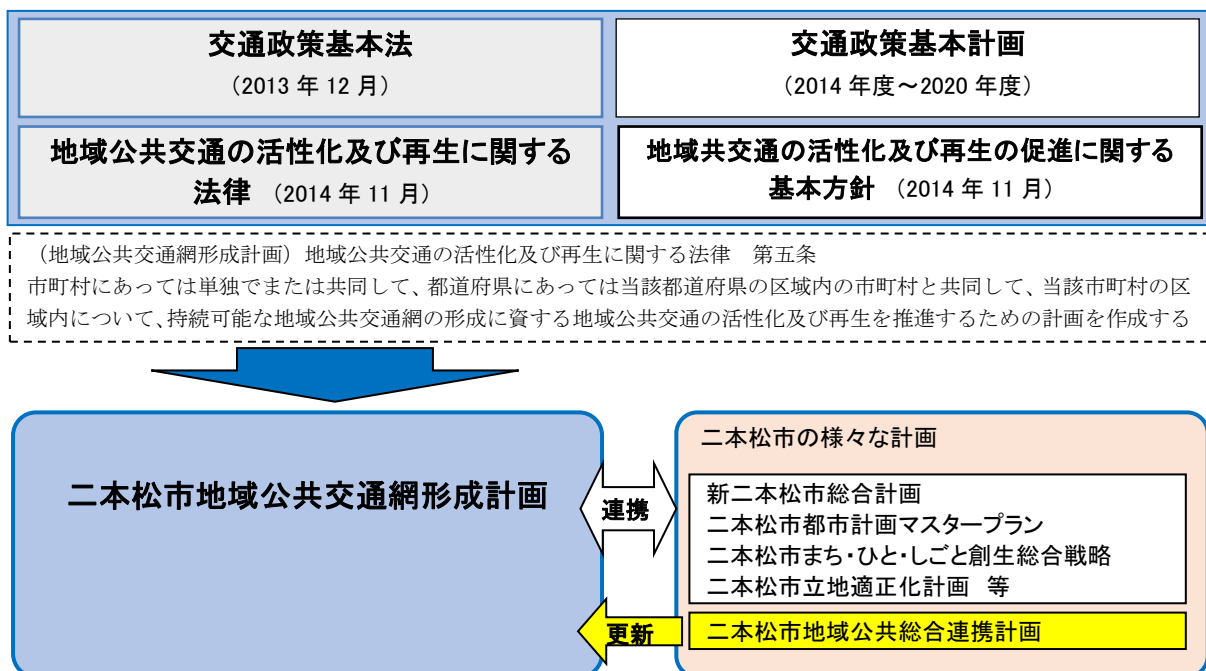 交通政策基本法
（2013 年 12 月）
交通政策基本計画
（2014 年度～2020 年度）
地域公共交通の活性化及び再生に関する
法律 （2014 年 11 月）
地域共交通の活性化及び再生の促進に関する
基本方針 （2014 年 11 月）
（地域公共交通網形成計画）地域公共交通の活性化及び再生に関する法律　第五条
市町村にあっては単独でまたは共同して、都道府県にあっては当該都道府県の区域内の市町村と共同して、当該市町村の区
域内について、持続可能な地域公共交通網の形成に資する地域公共交通の活性化及び再生を推進するための計画を作成する
二本松市地域公共交通網形成計画
連携
更新
二本松市の様々な計画
新二本松市総合計画
二本松市都市計画マスタープラン
二本松市まち・ひと・しごと創生総合戦略
二本松市立地適正化計画　等
二本松市地域公共総合連携計画